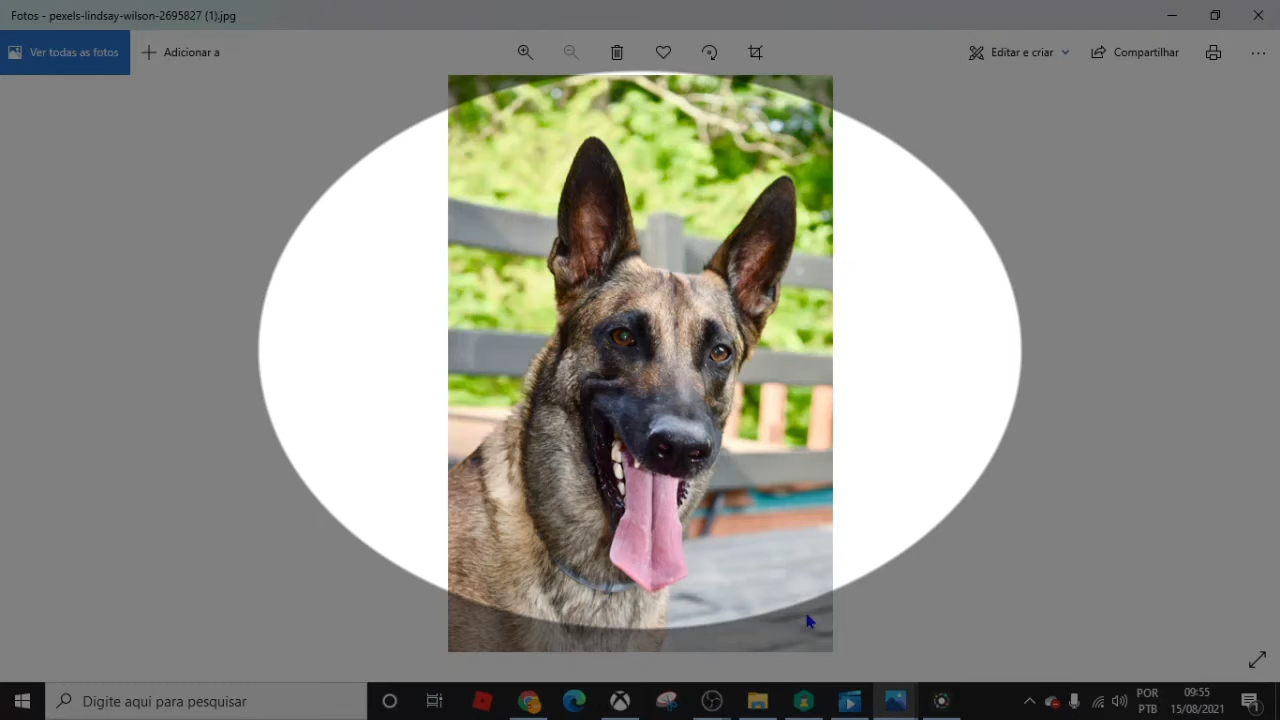 Fotos - pexels-lindsay-wilson-2695827 (1).jpg
Ver todas as fotos
Adicionar a
Editar e criar
Compartilhar
Digite aqui para pesquisar
POR
PTB
09:55
15/08/2021
1